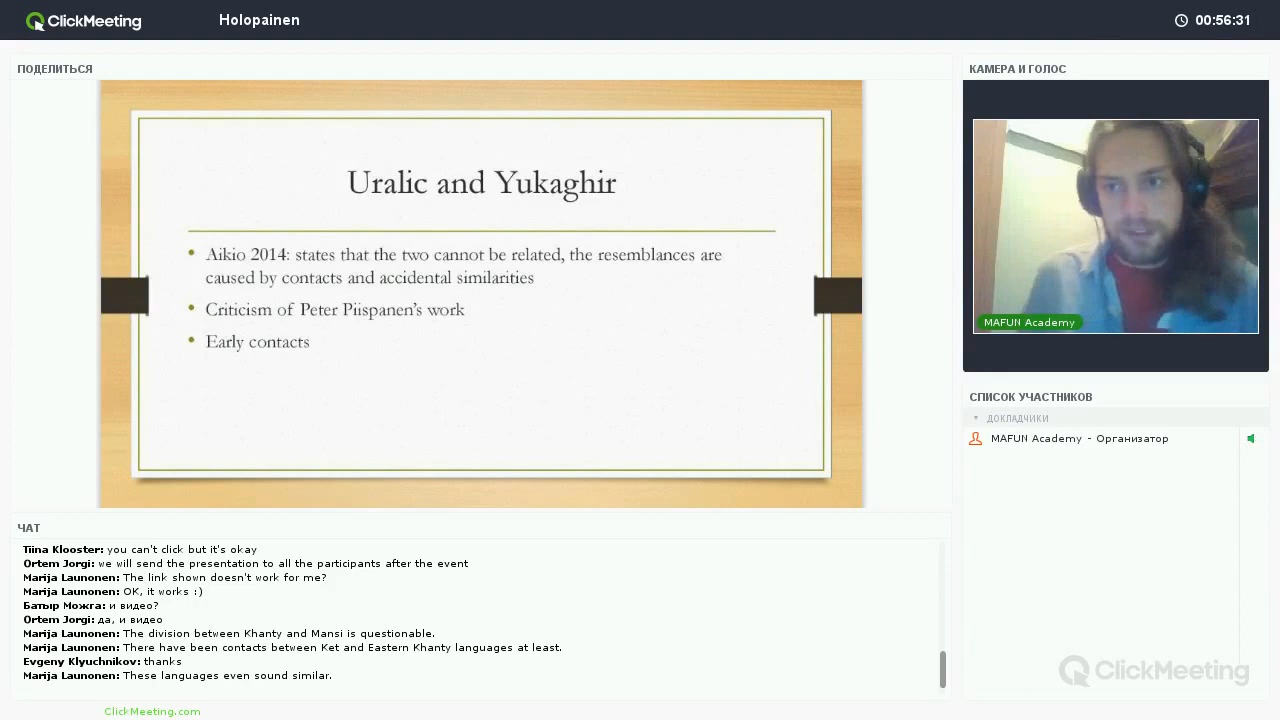 ClickMeeting
Holopainen
00:56:31
ПОДЕЛИТЬСЯ
Uralic and Yukaghir
• Aikio 2014: states that the two cannot be related, the resemblances are
caused by contacts and accidental similarities
• Criticism of Peter Piispanen's work
• Early contacts
КАМЕРА И ГОЛОС
MAFUN Academy
СПИСОК УЧАСТНИКОВ
ДОКЛАДЧИКИ
MAFUN Academy - Организатор
ЧАТ
Tiina Klooster: you can't click but it's okay
Ortem Jorgi: we will send the presentation to all the participants after the event
Marija Launonen: The link shown doesn't work for me?
Marija Launonen: OK, it works :)
Батыр Можга: и видео?
Ortem Jorgi: да, и видео
Marija Launonen: The division between Khanty and Mansi is questionable.
Marija Launonen: There have been contacts between Ket and Eastern Khanty languages at least.
Evgeny Klyuchnikov: thanks
Marija Launonen: These languages even sound similar.
ClickMeeting
ClickMeeting.com